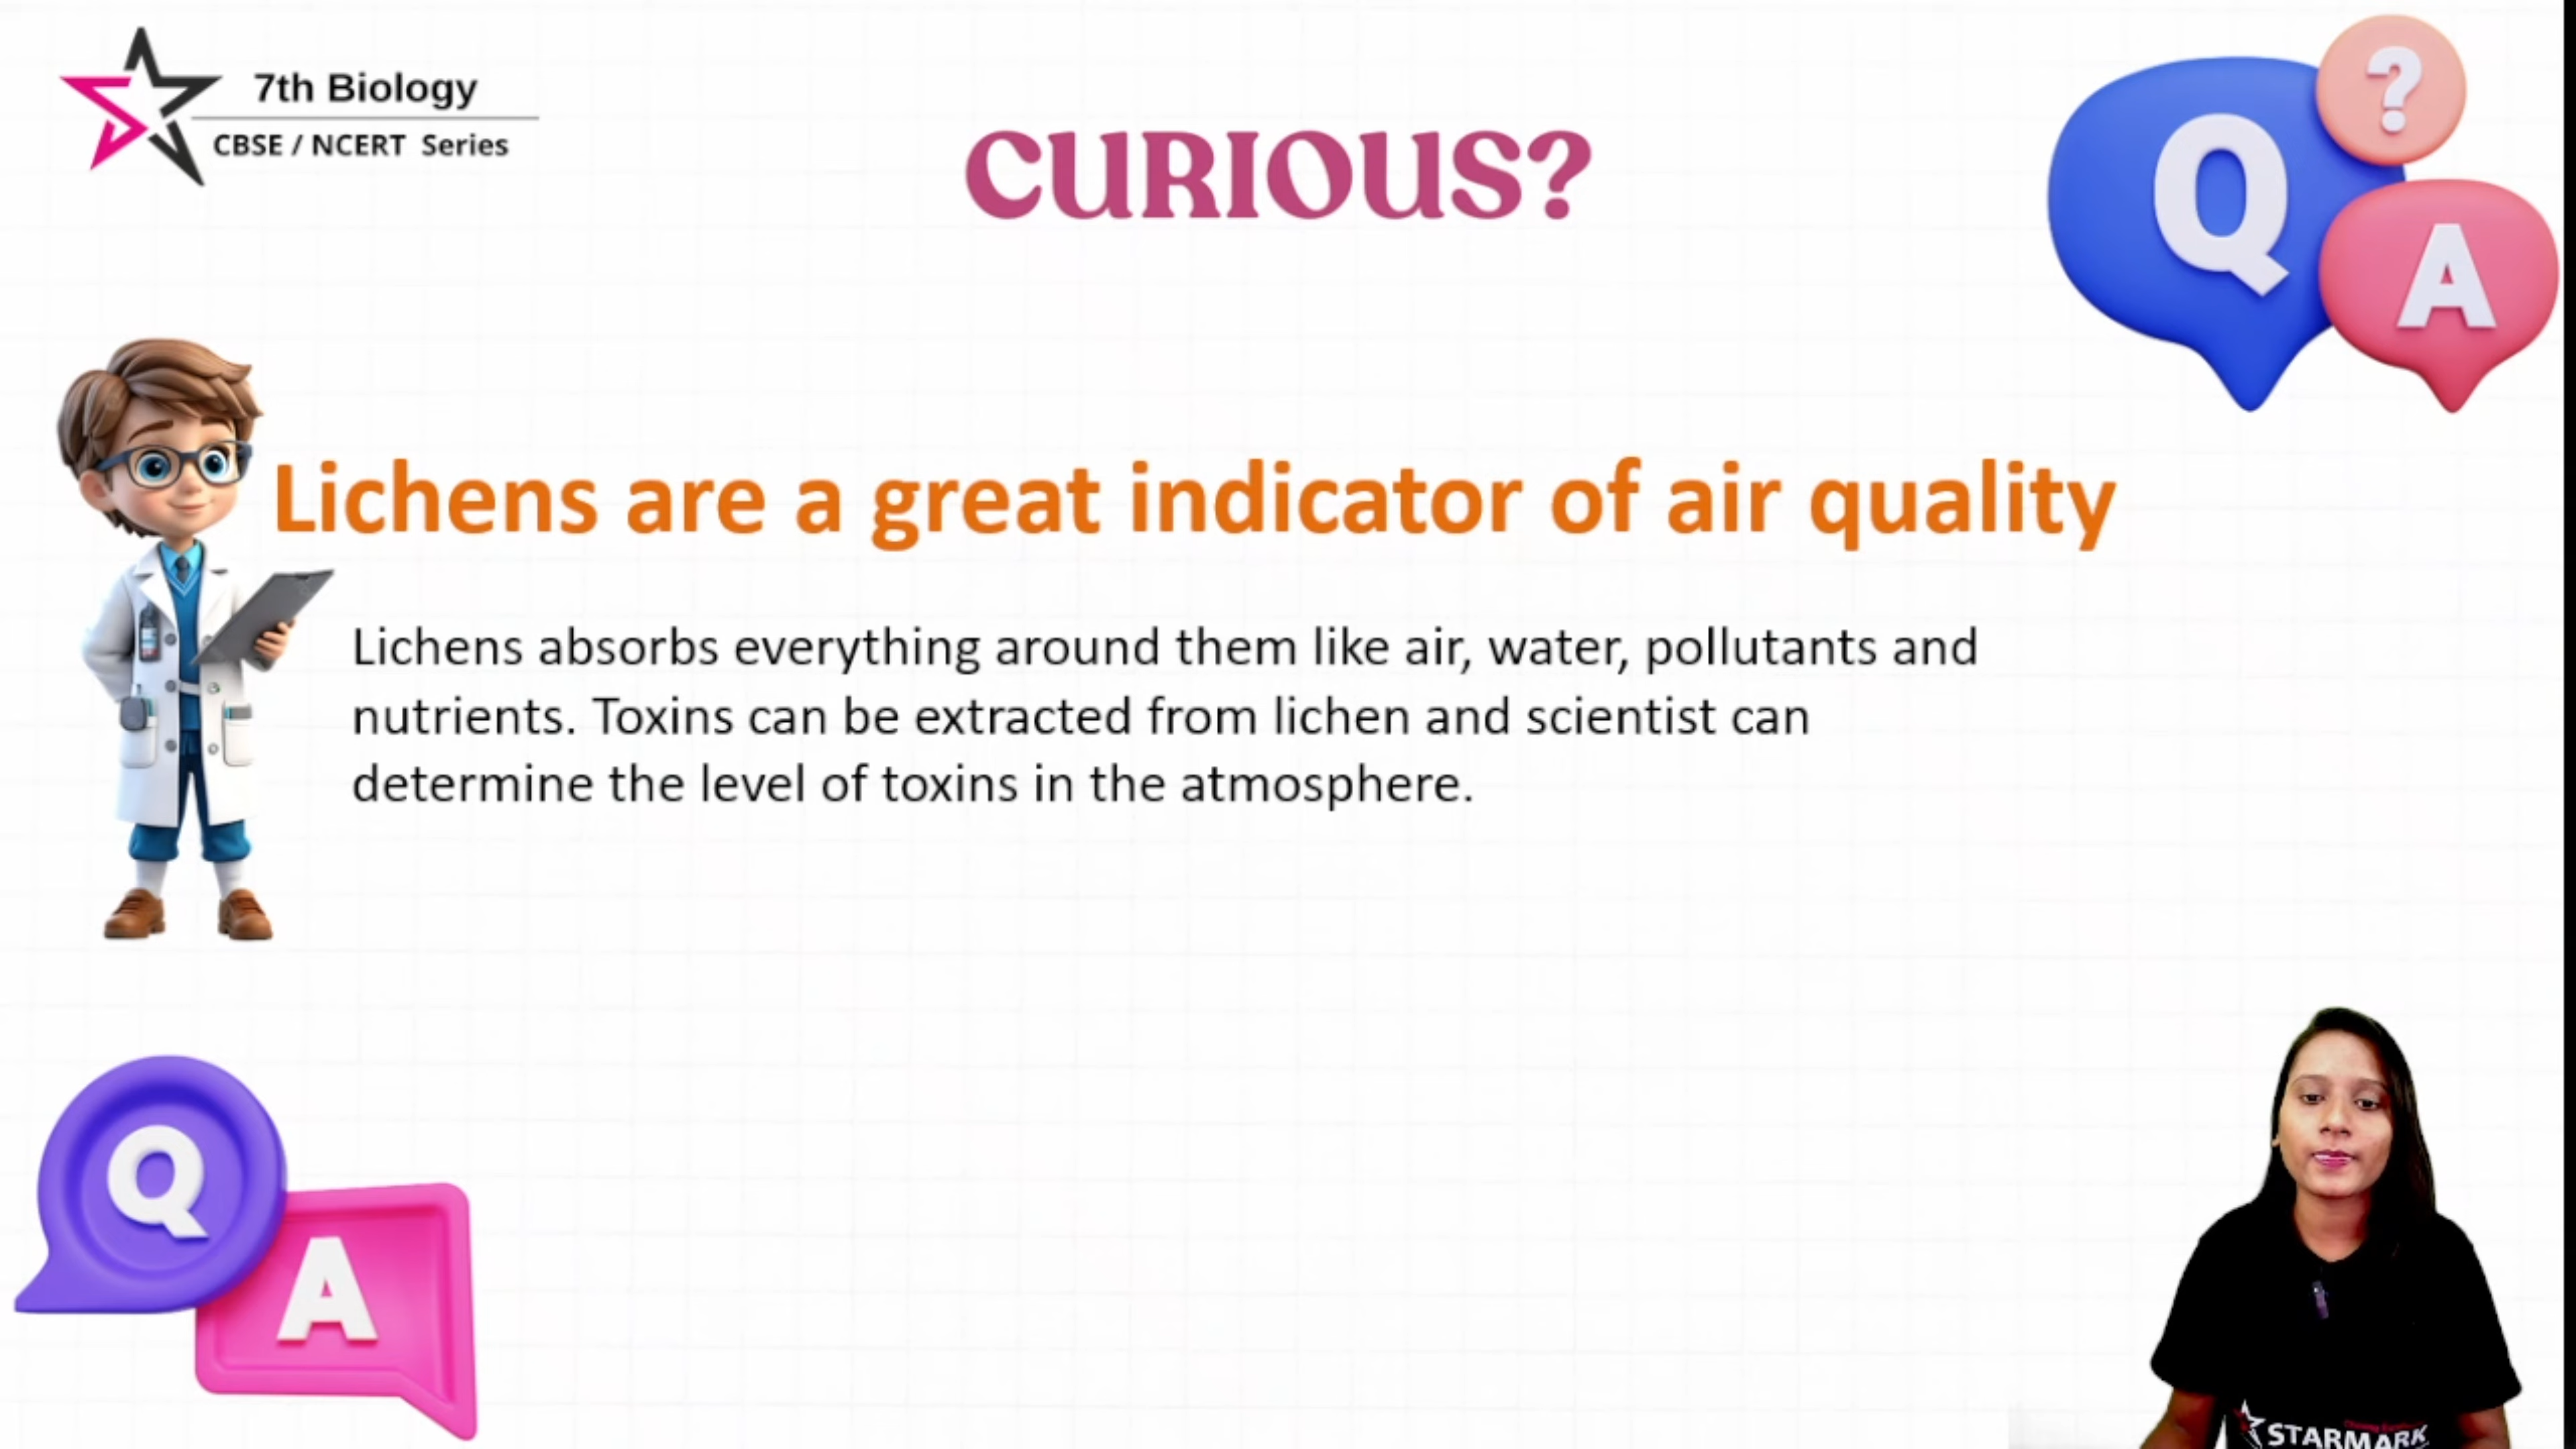 7th Biology
CBSE / NCERT Series
CURIOUS?
?
Q
A
Lichens are a great indicator of air quality
Lichens absorbs everything around them like air, water, pollutants and
nutrients. Toxins can be extracted from lichen and scientist can
determine the level of toxins in the atmosphere.
Q
A
STARMARK